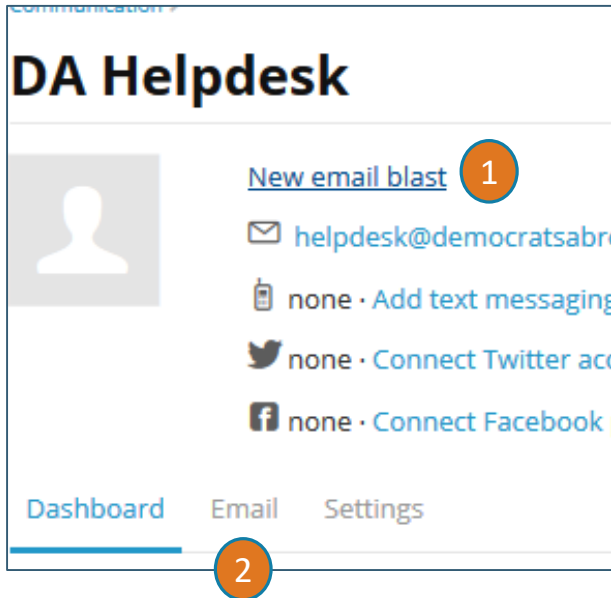 Communication
DA Helpdesk
New email blast 1
helpdesk@democratsabr
none · Add text messaging
none · Connect Twitter acc
none · Connect Facebook
Dashboard Email Settings
2